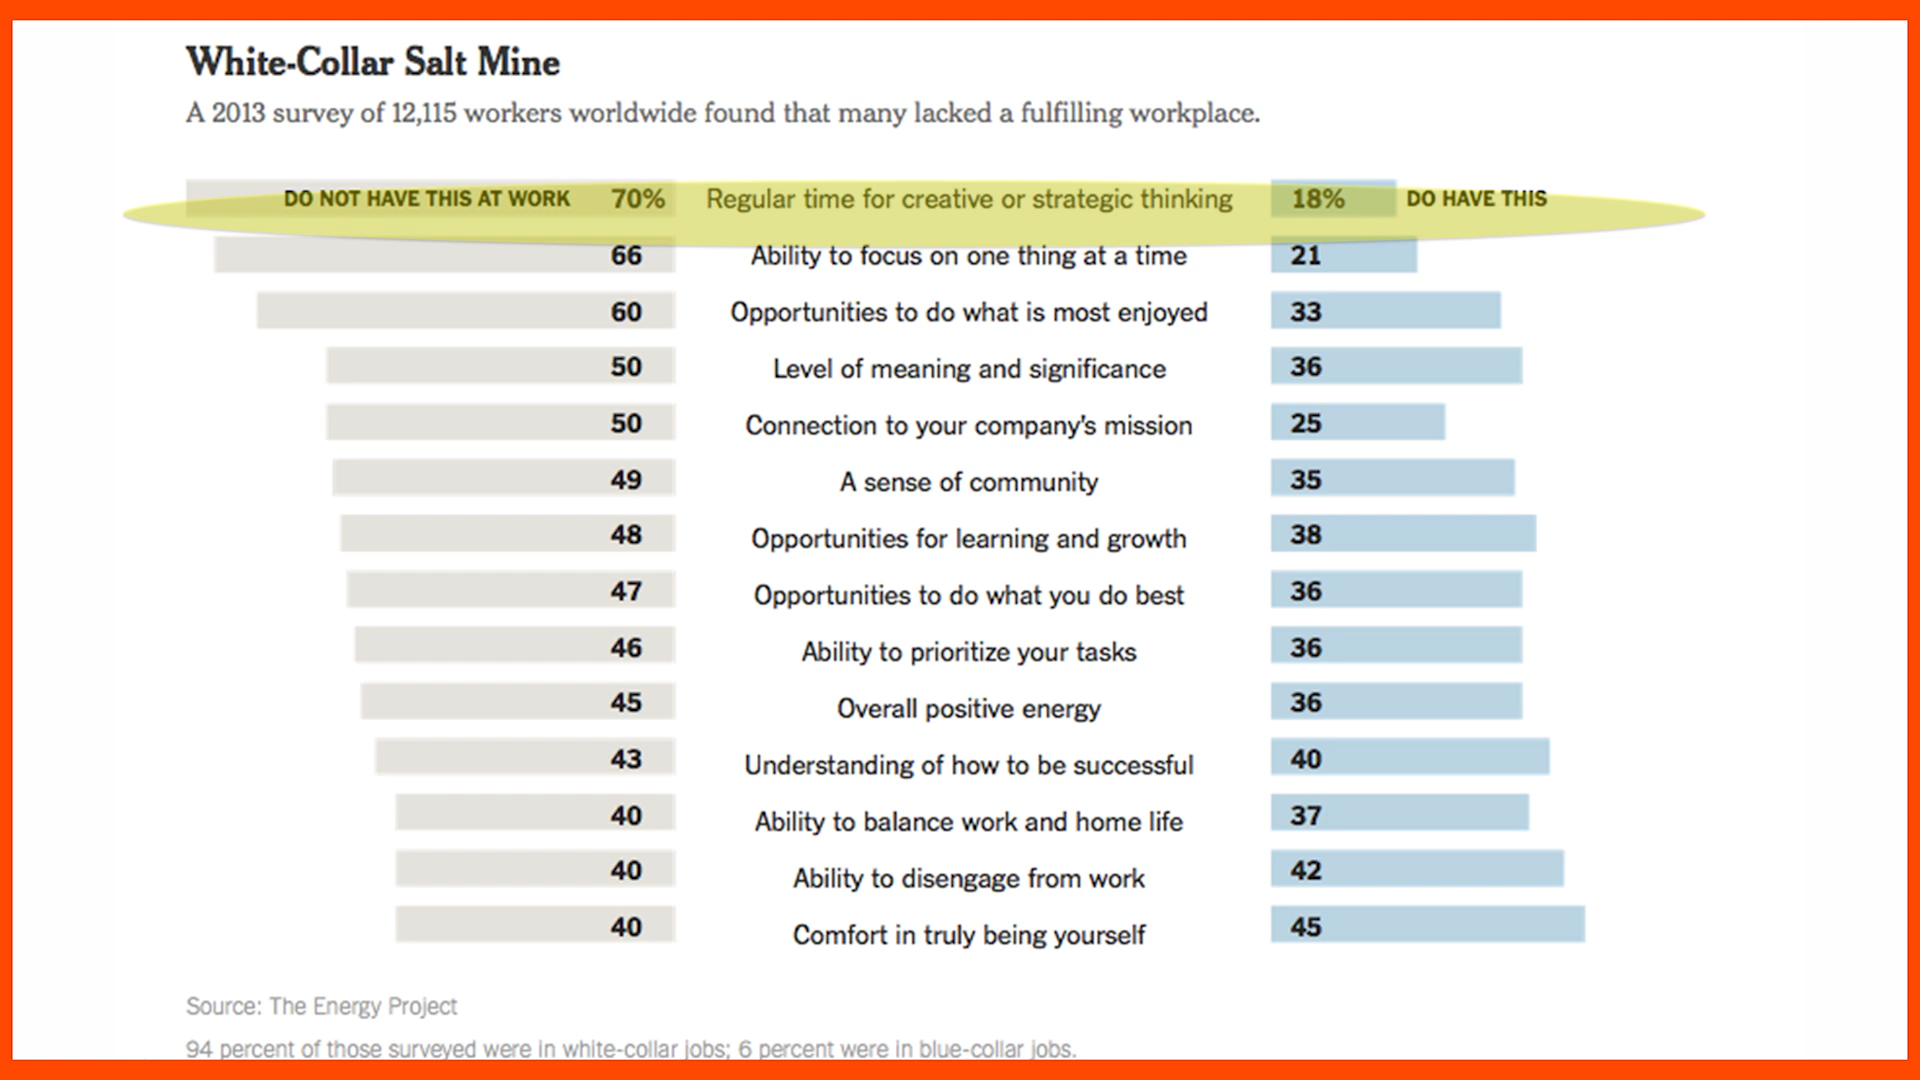 White-Collar Salt Mine
A 2013 survey of 12,115 workers worldwide found that many lacked a fulfilling workplace.
DO NOT HAVE THIS AT WORK 70% Regular time for creative or strategic thinking 18% DO HAVE THIS
66 Ability to focus on one thing at a time 21
60 Opportunities to do what is most enjoyed 33
50 Level of meaning and significance 36
50 Connection to your company's mission 25
49 A sense of community 35
48 Opportunities for learning and growth 38
47 Opportunities to do what you do best 36
46 Ability to prioritize your tasks 36
45 Overall positive energy 36
43 Understanding of how to be successful 40
40 Ability to balance work and home life 37
40 Ability to disengage from work 42
40 Comfort in truly being yourself 45
Source: The Energy Project
94 percent of those surveyed were in white-collar jobs; 6 percent were in blue-collar jobs.